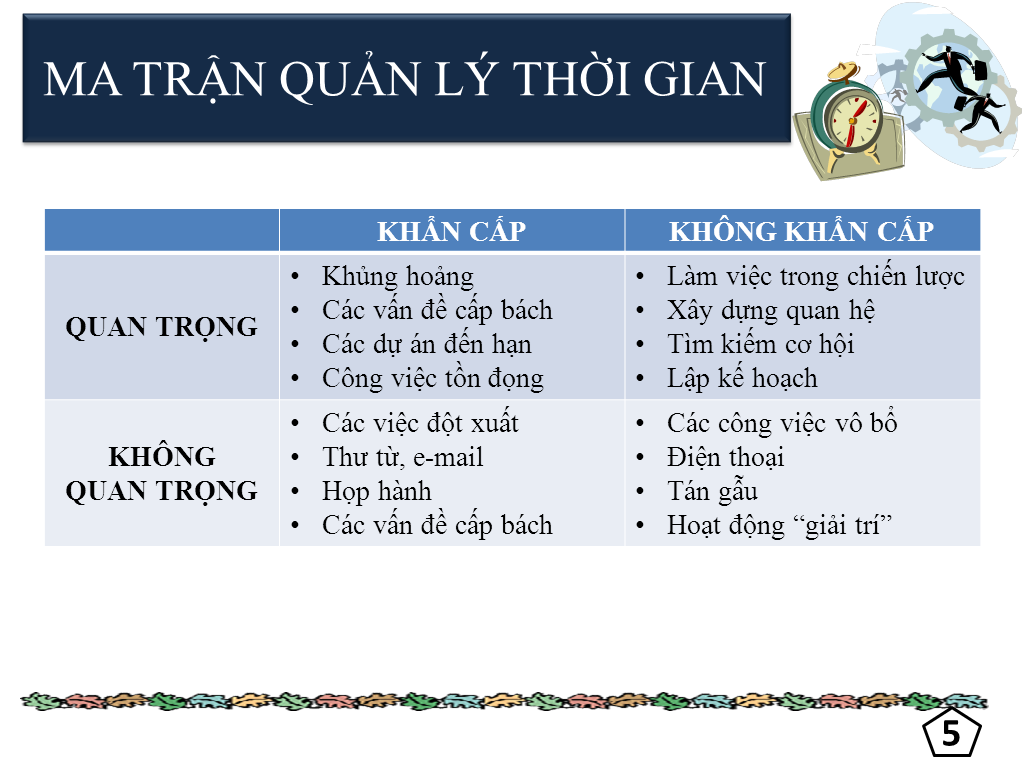 MA TRẬN QUẢN LÝ THỜI GIAN
KHẨN CẤP
KHÔNG KHẨN CẤP
QUAN TRỌNG
• Khủng hoảng
• Các vấn đề cấp bách
• Các dự án đến hạn
• Công việc tồn đọng
• Làm việc trong chiến lược
• Xây dựng quan hệ
• Tìm kiếm cơ hội
• Lập kế hoạch
KHÔNG
QUAN TRỌNG
• Các việc đột xuất
• Thư từ, e-mail
• Họp hành
• Các vấn đề cấp bách
• Các công việc vô bổ
• Điện thoại
• Tán gẫu
• Hoạt động “giải trí”
5